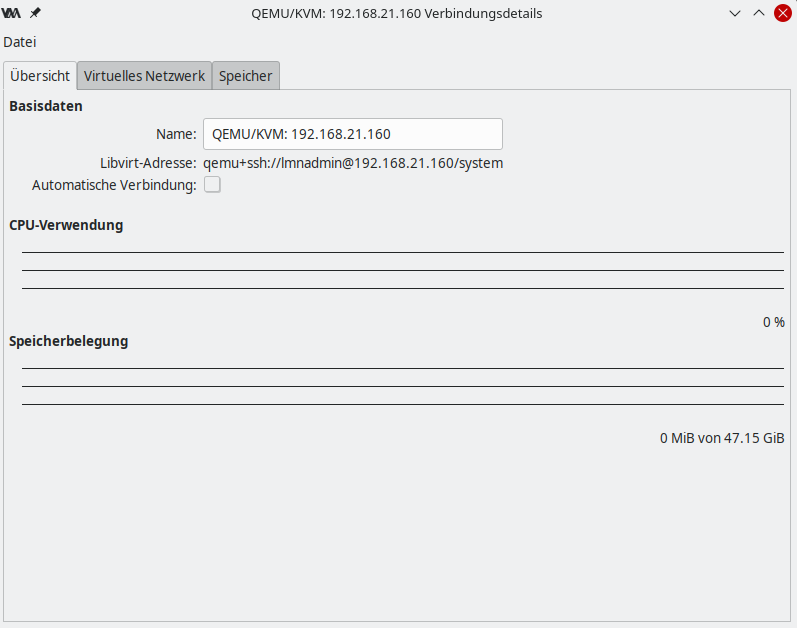 QEMU/KVM: 192.168.21.160 Verbindungsdetails
Datei
Übersicht Virtuelles Netzwerk Speicher
Basisdaten
Name: QEMU/KVM: 192.168.21.160
Libvirt-Adresse: qemu+ssh://lmnadmin@192.168.21.160/system
Automatische Verbindung:
CPU-Verwendung
0 %
Speicherbelegung
0 MiB von 47.15 GiB